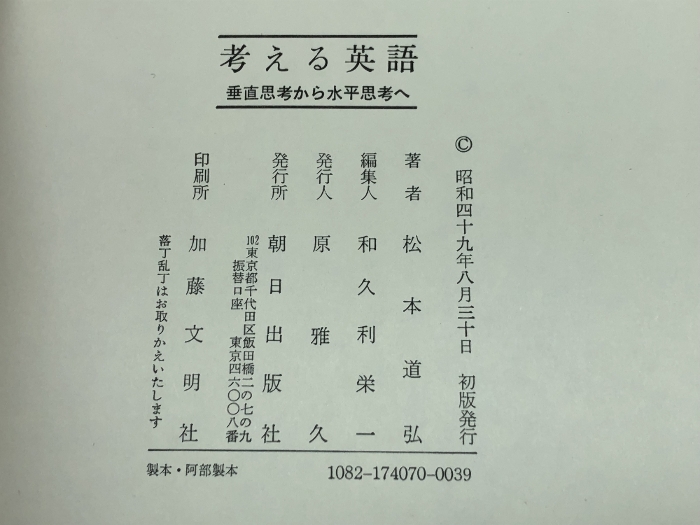 考える英語
垂直思考から水平思考へ
© 昭和四十九年八月三十日 初版発行
著者 松本道弘
編集人 和久利栄一
発行人 原雅久
発行所 朝日出版社
102東京都千代田区飯田橋二の七の九
振替口座 東京四六〇〇八番
印刷所 加藤文明社
落丁乱丁はお取りかえいたします
製本・阿部製本
1082-174070-0039